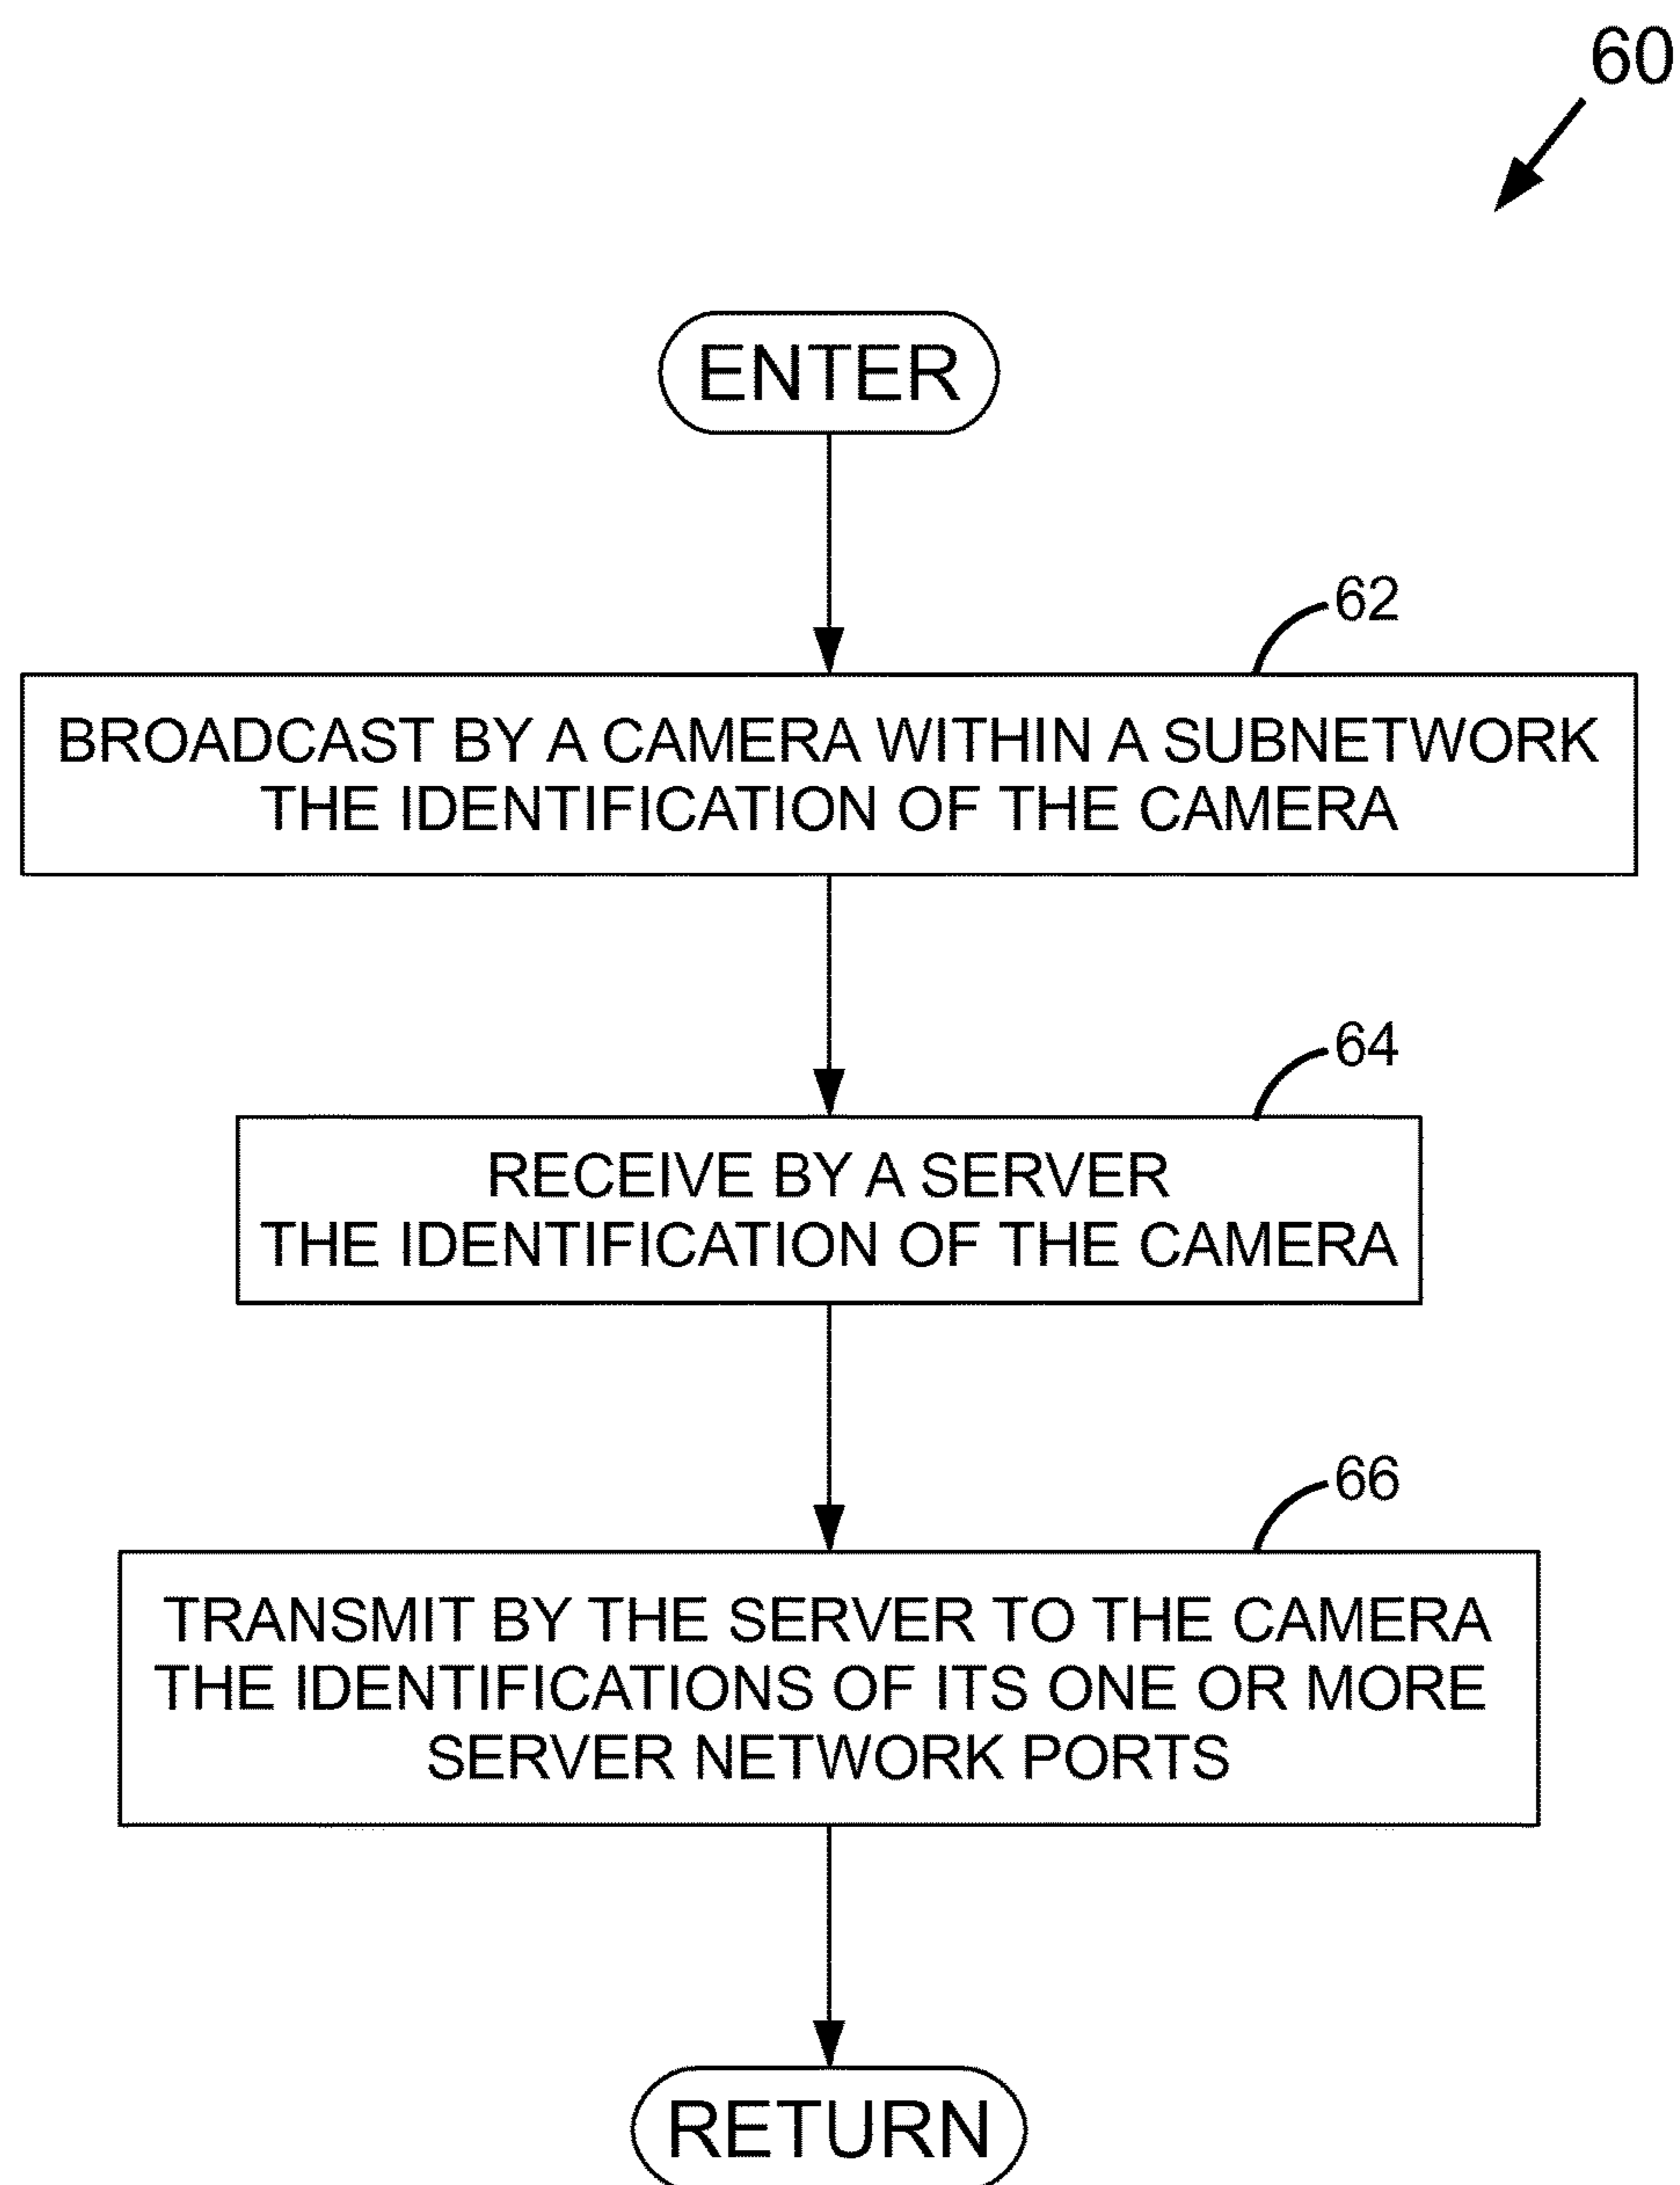 60
ENTER
62
BROADCAST BY A CAMERA WITHIN A SUBNETWORK
THE IDENTIFICATION OF THE CAMERA
64
RECEIVE BY A SERVER
THE IDENTIFICATION OF THE CAMERA
66
TRANSMIT BY THE SERVER TO THE CAMERA
THE IDENTIFICATIONS OF ITS ONE OR MORE
SERVER NETWORK PORTS
RETURN